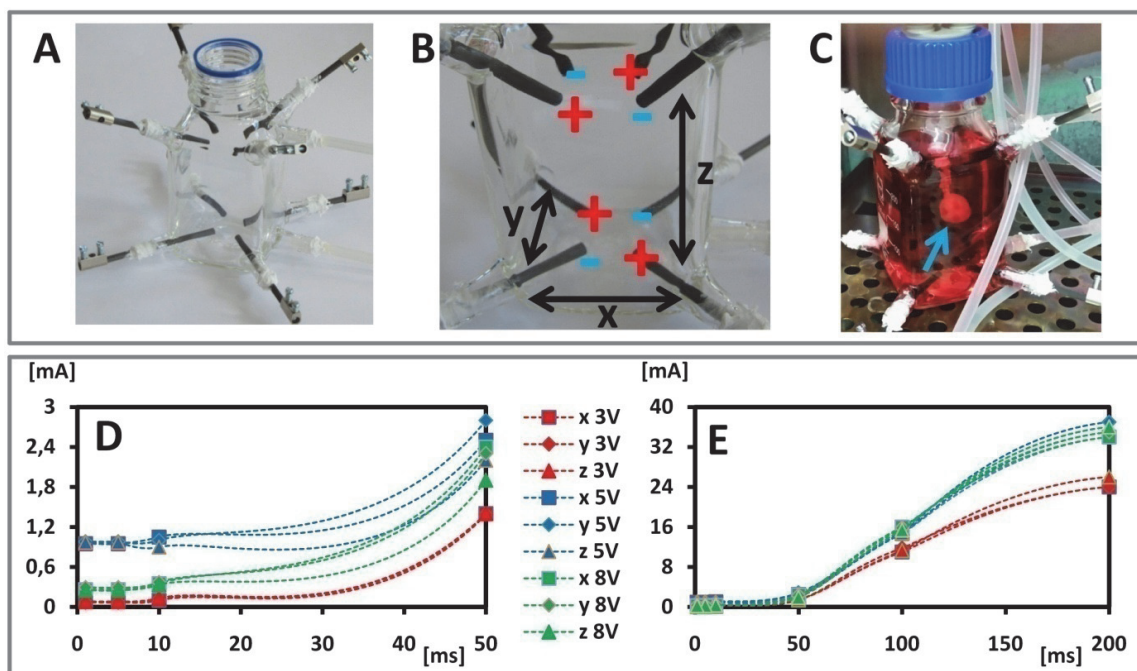 A
B
C
- +
+ -
z
y
+ -
- +
x
[mA]
3
2,4
1,8
1,2
0,6
0
0 10 20 30 40 50
[ms]
D
x 3V
y 3V
z 3V
x 5V
y 5V
z 5V
x 8V
y 8V
z 8V
[mA]
40
32
24
16
8
0
0 50 100 150 200
[ms]
E